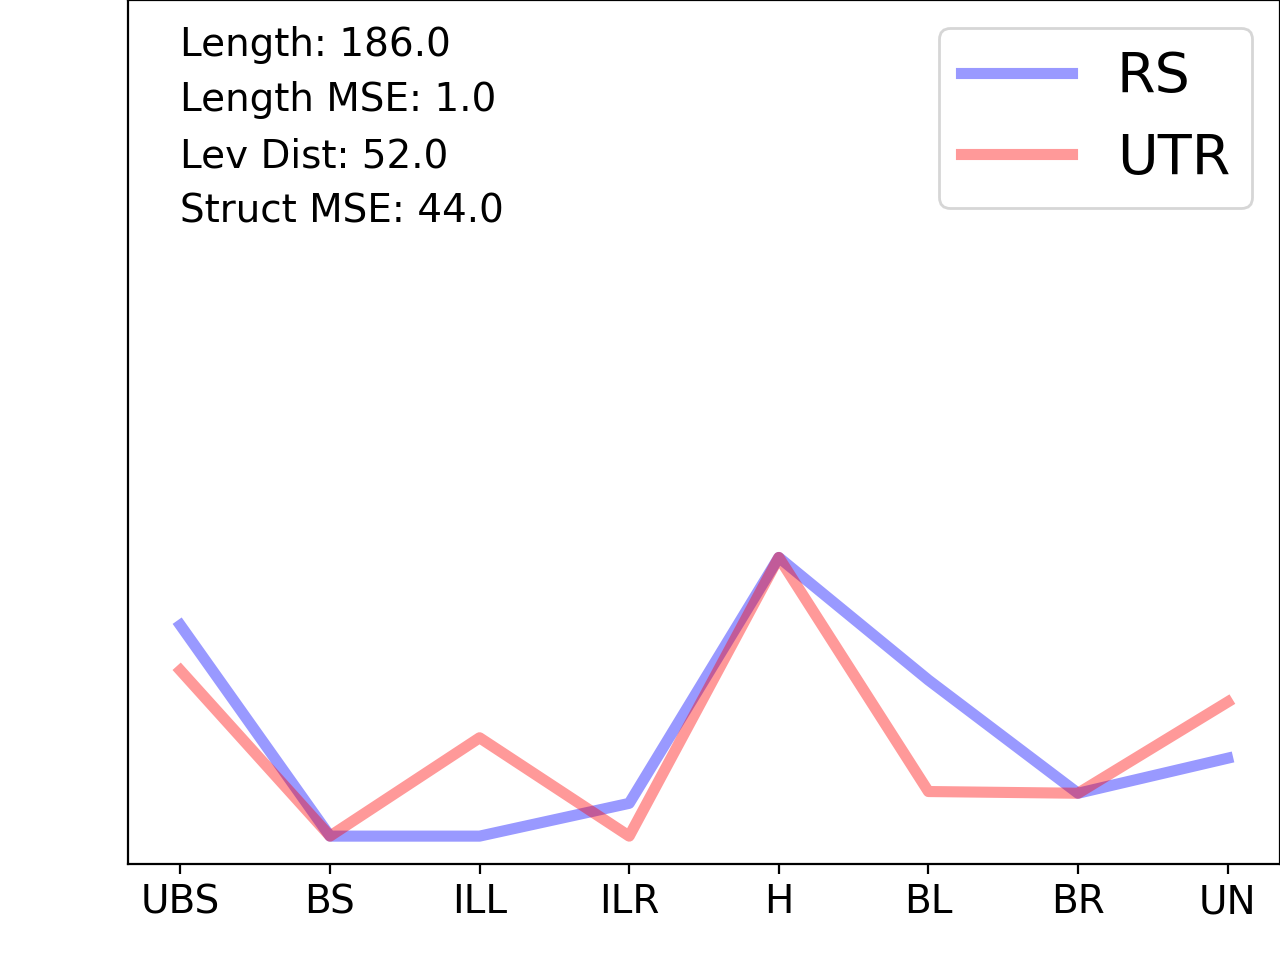 Length: 186.0
Length MSE: 1.0
Lev Dist: 52.0
Struct MSE: 44.0
RS
UTR
UBS BS ILL ILR H BL BR UN